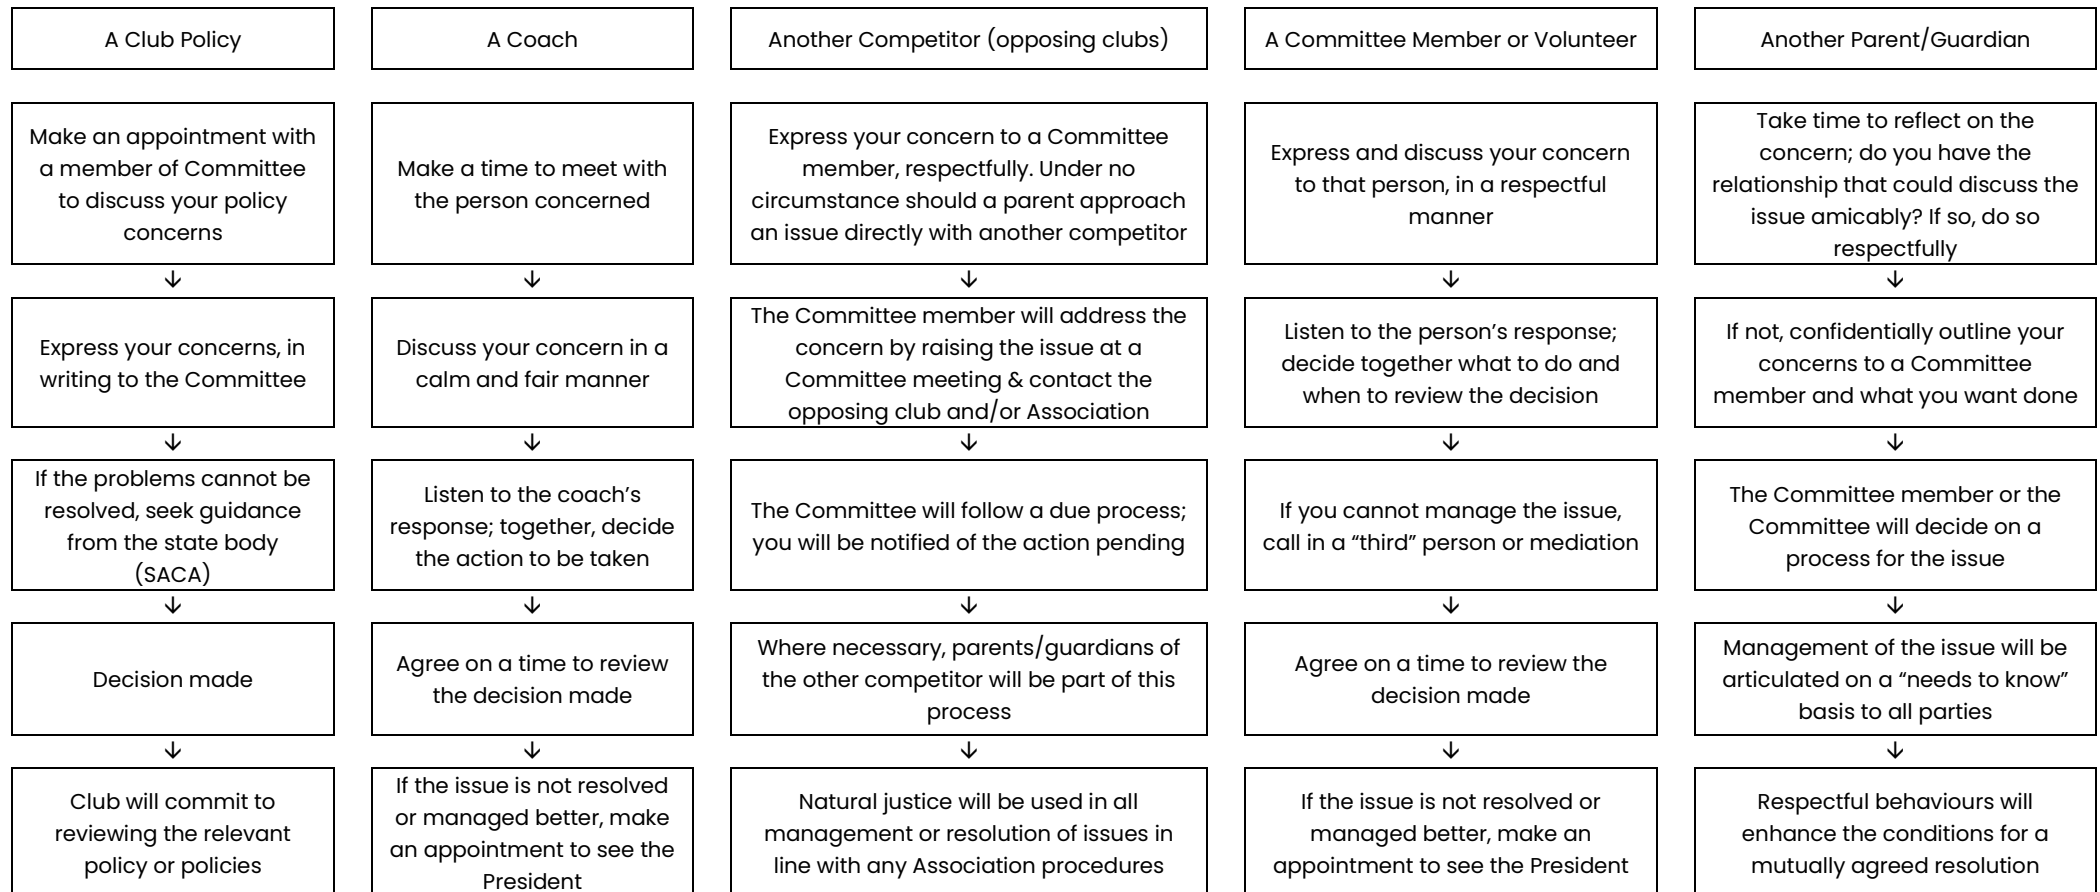 A Club Policy
A Coach
Another Competitor (opposing clubs)
A Committee Member or Volunteer
Another Parent/Guardian
Make an appointment with
a member of Committee
to discuss your policy
concerns
Make a time to meet with
the person concerned
Express your concern to a Committee
member, respectfully. Under no
circumstance should a parent approach
an issue directly with another competitor
Express and discuss your concern
to that person, in a respectful
manner
Take time to reflect on the
concern; do you have the
relationship that could discuss the
issue amicably? If so, do so
respectfully
↓
↓
↓
↓
↓
Express your concerns, in
writing to the Committee
Discuss your concern in a
calm and fair manner
The Committee member will address the
concern by raising the issue at a
Committee meeting & contact the
opposing club and/or Association
Listen to the person’s response;
decide together what to do and
when to review the decision
If not, confidentially outline your
concerns to a Committee
member and what you want done
↓
↓
↓
↓
↓
If the problems cannot be
resolved, seek guidance
from the state body
(SACA)
Listen to the coach’s
response; together, decide
the action to be taken
The Committee will follow a due process;
you will be notified of the action pending
If you cannot manage the issue,
call in a “third” person or mediation
The Committee member or the
Committee will decide on a
process for the issue
↓
↓
↓
↓
↓
Decision made
Agree on a time to review
the decision made
Where necessary, parents/guardians of
the other competitor will be part of this
process
Agree on a time to review the
decision made
Management of the issue will be
articulated on a “needs to know”
basis to all parties
↓
↓
↓
↓
↓
Club will commit to
reviewing the relevant
policy or policies
If the issue is not resolved
or managed better, make
an appointment to see the
President
Natural justice will be used in all
management or resolution of issues in
line with any Association procedures
If the issue is not resolved or
managed better, make an
appointment to see the President
Respectful behaviours will
enhance the conditions for a
mutually agreed resolution